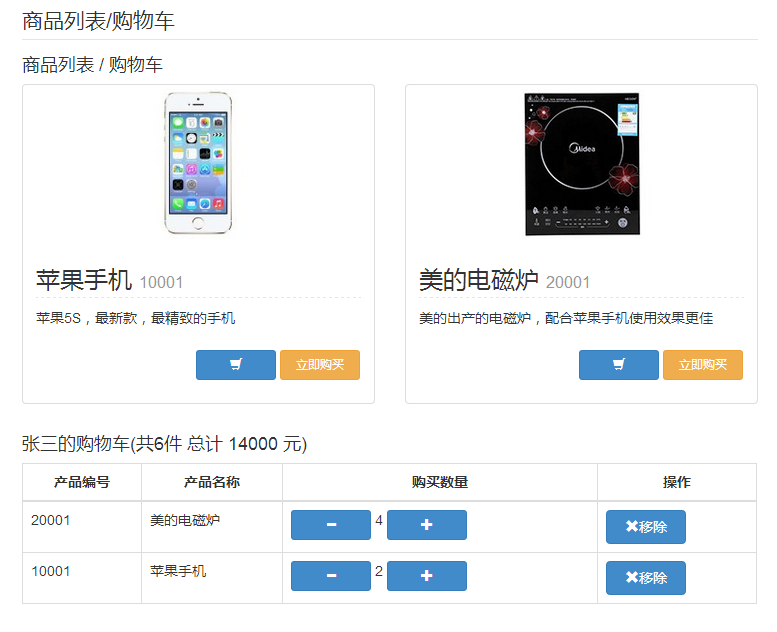 商品列表/购物车
商品列表 / 购物车
Midea
苹果手机 10001
苹果5S，最新款，最精致的手机
立即购买
美的电磁炉 20001
美的出产的电磁炉，配合苹果手机使用效果更佳
立即购买
张三的购物车(共6件 总计 14000 元)
产品编号 产品名称 购买数量 操作
20001 美的电磁炉 − 4 + ✖移除
10001 苹果手机 − 2 + ✖移除